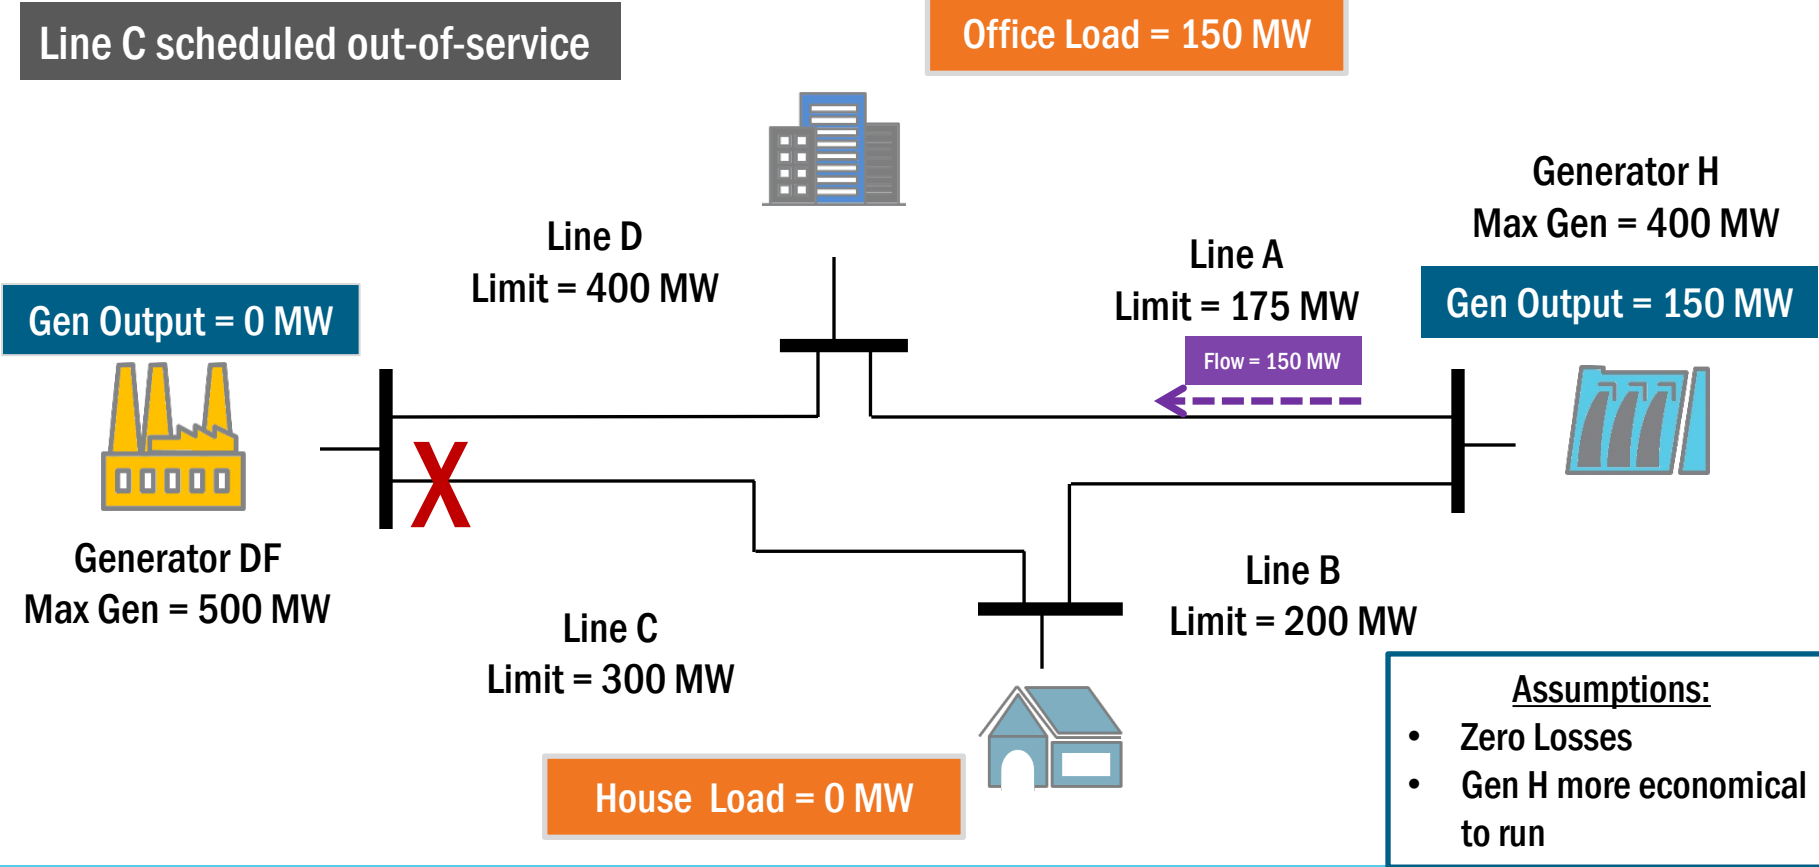 Line C scheduled out-of-service
Office Load = 150 MW
Generator H
Max Gen = 400 MW
Gen Output = 150 MW
Line D
Limit = 400 MW
Line A
Limit = 175 MW
Flow = 150 MW
Gen Output = 0 MW
X
Generator DF
Max Gen = 500 MW
Line C
Limit = 300 MW
Line B
Limit = 200 MW
House Load = 0 MW
Assumptions:
• Zero Losses
• Gen H more economical
to run